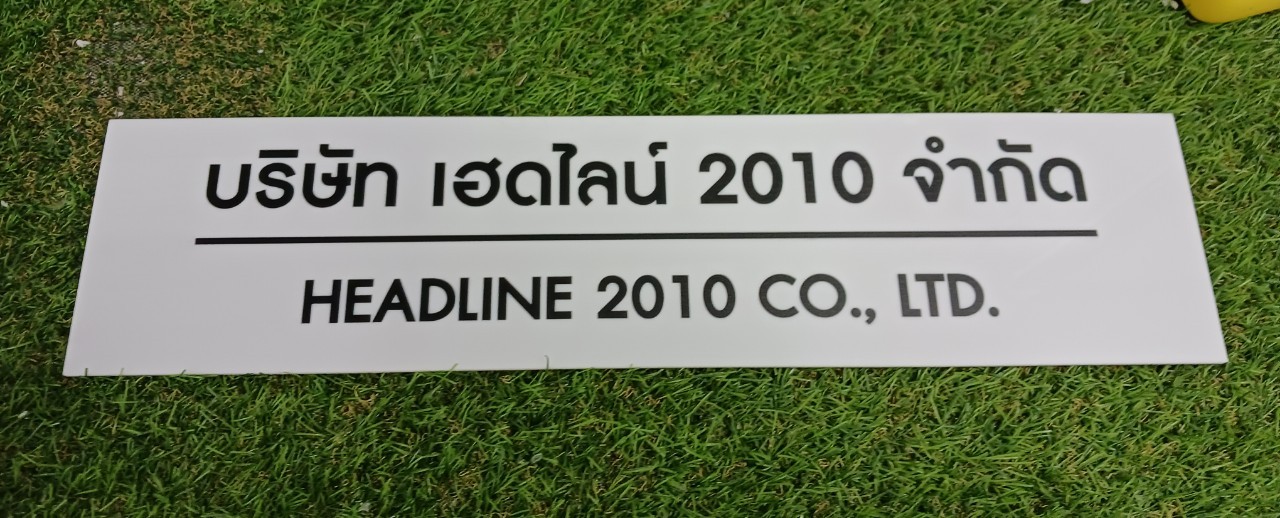 บริษัท เฮดไลน์ 2010 จำกัด
HEADLINE 2010 CO., LTD.